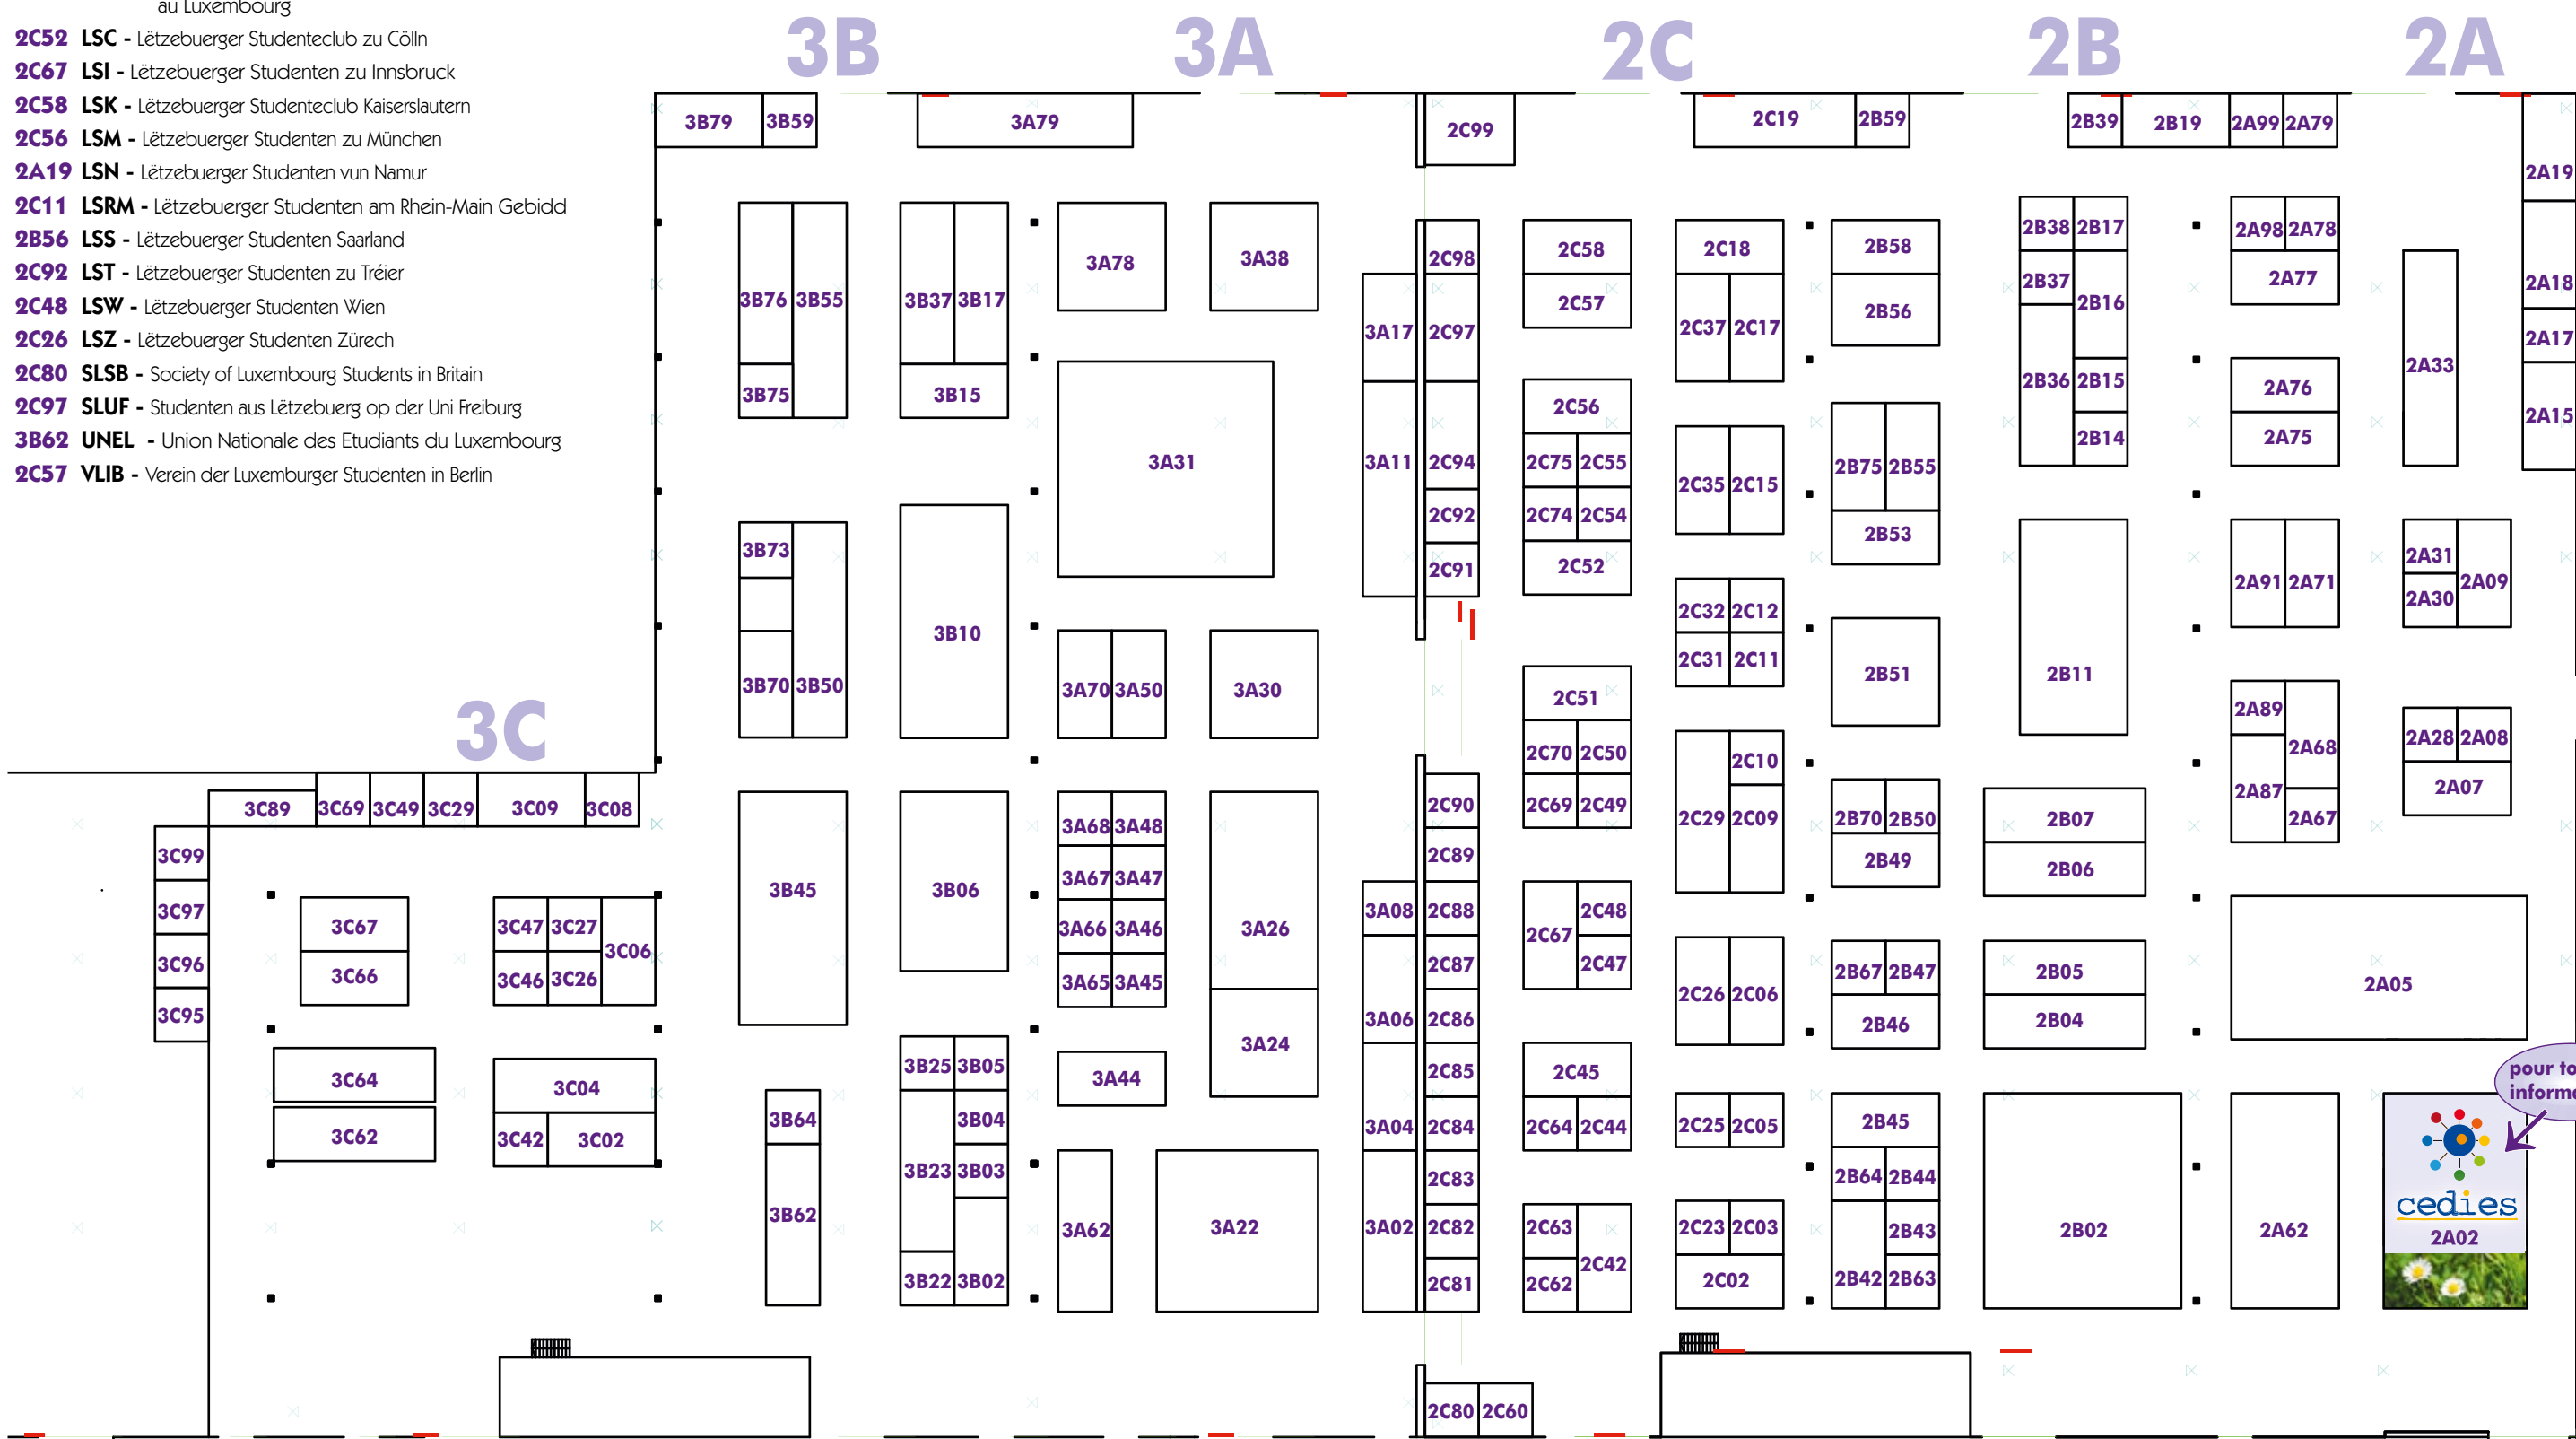 au Luxembourg
2C52 LSC - Lëtzebuerger Studenteclub zu Cölln
2C67 LSI - Lëtzebuerger Studenten zu Innsbruck
2C58 LSK - Lëtzebuerger Studenteclub Kaiserslautern
2C56 LSM - Lëtzebuerger Studenten zu München
2A19 LSN - Lëtzebuerger Studenten vun Namur
2C11 LSRM - Lëtzebuerger Studenten am Rhein-Main Gebidd
2B56 LSS - Lëtzebuerger Studenten Saarland
2C92 LST - Lëtzebuerger Studenten zu Tréier
2C48 LSW - Lëtzebuerger Studenten Wien
2C26 LSZ - Lëtzebuerger Studenten Zürech
2C80 SLSB - Society of Luxembourg Students in Britain
2C97 SLUF - Studenten aus Lëtzebuerg op der Uni Freiburg
3B62 UNEL - Union Nationale des Etudiants du Luxembourg
2C57 VLIB - Verein der Luxemburger Studenten in Berlin
3B 3A 2C 2B 2A
3B79 3B59 3A79 2C99 2C19 2B59 2B39 2B19 2A99 2A79
2A19
2B38 2B17 2A98 2A78
3A78 3A38 2C98 2C58 2C18 2B58
2B37 2A77 2A18
3B76 3B55 3B37 3B17 2C57 2B56 2B16
3A17 2C97 2C37 2C17 2A17
2A33
3B75 3B15 2C56 2B36 2B15 2A76
2A15
2B14 2A75
3A31 3A11 2C94 2C75 2C55 2B75 2B55
2C35 2C15
2C92 2C74 2C54 2B53
3B73 2C91 2C52 2A31
2A91 2A71 2A09
2C32 2C12 2A30
3B10 2C31 2C11
3B70 3B50 3A70 3A50 3A30 2C51 2B51 2B11
2A89
3C
2C70 2C50 2C10 2A68 2A28 2A08
3C89 3C69 3C49 3C29 3C09 3C08 2C90 2C69 2C49 2A87 2A07
3A68 3A48 2C29 2C09 2B70 2B50 2B07 2A67
3C99 2C89 2B49 2B06
3B45 3B06 3A67 3A47
3C97 3A08 2C88 2C48
3C67 3C47 3C27 3A66 3A46 3A26 2C67
3C06
3C96 3C66 3C46 3C26 3A65 3A45 2C87 2C47 2B67 2B47 2B05
2C26 2C06 2A05
3C95 3A06 2C86 2B46 2B04
3A24
3C64 3C04 3B25 3B05 3A44 2C85 2C45
pour to
inform
3B64 3B04 2B45
3C62 3C42 3C02 3A04 2C84 2C64 2C44 2C25 2C05
3B23 3B03 2C83 2B64 2B44
cedies
3B62 3A62 3A22 3A02 2C82 2C63 2C23 2C03 2B43 2B02 2A62 2A02
2C42
3B22 3B02 2C81 2C62 2C02 2B42 2B63
2C80 2C60